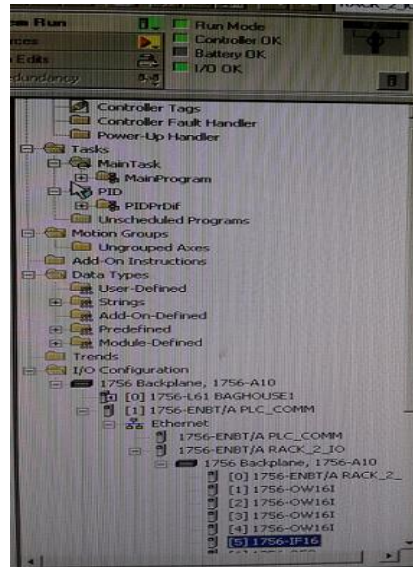 RACK_2_
em Run
Run Mode
rces
Controller OK
Battery OK
Edits
I/O OK
edundancy
Controller Tags
Controller Fault Handler
Power-Up Handler
Tasks
MainTask
MainProgram
PID
PIDPrDif
Unscheduled Programs
Motion Groups
Ungrouped Axes
Add-On Instructions
Data Types
User-Defined
Strings
Add-On-Defined
Predefined
Module-Defined
Trends
I/O Configuration
1756 Backplane, 1756-A10
[0] 1756-L61 BAGHOUSE1
[1] 1756-ENBT/A PLC_COMM
Ethernet
1756-ENBT/A PLC_COMM
1756-ENBT/A RACK_2_IO
1756 Backplane, 1756-A10
[0] 1756-ENBT/A RACK_2_
[1] 1756-OW16I
[2] 1756-OW16I
[3] 1756-OW16I
[4] 1756-OW16I
[5] 1756-IF16